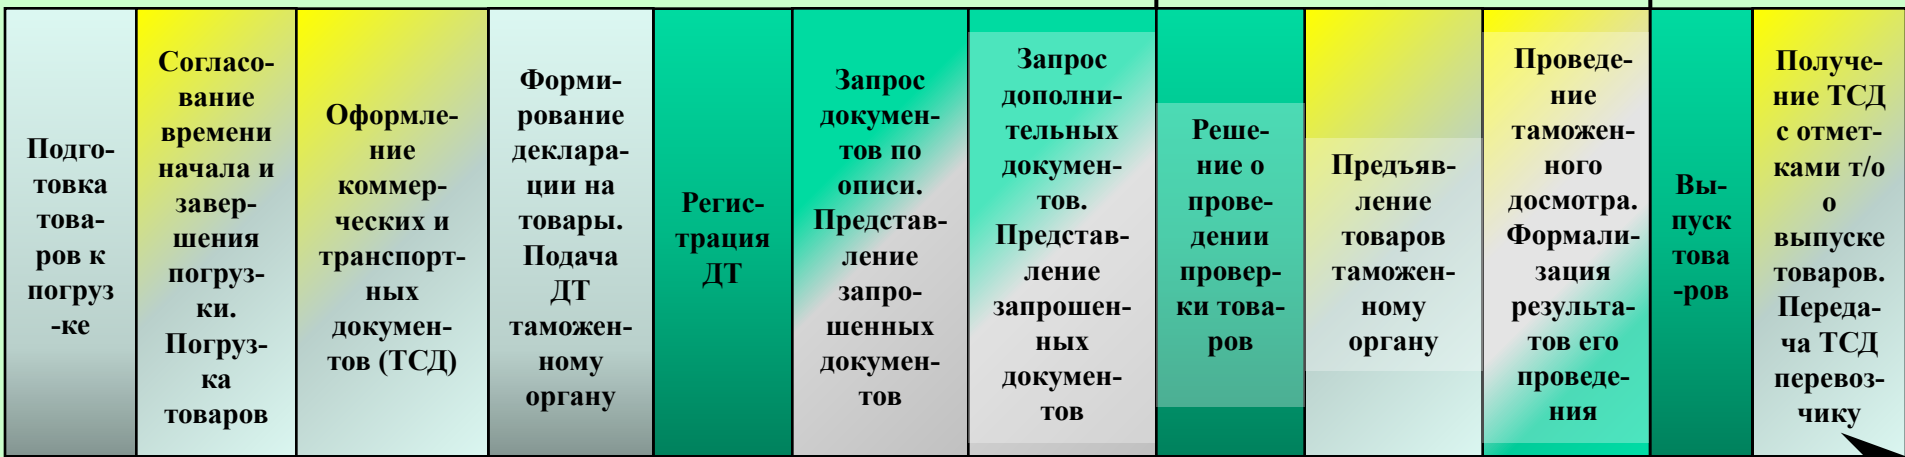 Подго-
товка
това-
ров к
погруз
-ке
Согласо-
вание
времени
начала и
завер-
шения
погруз-
ки.
Погруз-
ка
товаров
Оформле-
ние
коммер-
ческих и
транспорт-
ных
докумен-
тов (ТСД)
Форми-
рование
деклара-
ции на
товары.
Подача
ДТ
таможен-
ному
органу
Регис-
трация
ДТ
Запрос
докумен-
тов по
описи.
Представ-
ление
запро-
шенных
докумен-
тов
Запрос
дополни-
тельных
докумен-
тов.
Представ-
ление
запрошен-
ных
докумен-
тов
Реше-
ние о
прове-
дении
провер-
ки това-
ров
Предъяв-
ление
товаров
таможен-
ному
органу
Проведе-
ние
таможен-
ного
досмотра.
Формали-
зация
результа-
тов его
проведе-
ния
Вы-
пуск
това
-ров
Получе-
ние ТСД
с отмет-
ками т/о
о
выпуске
товаров.
Переда-
ча ТСД
перевоз-
чику